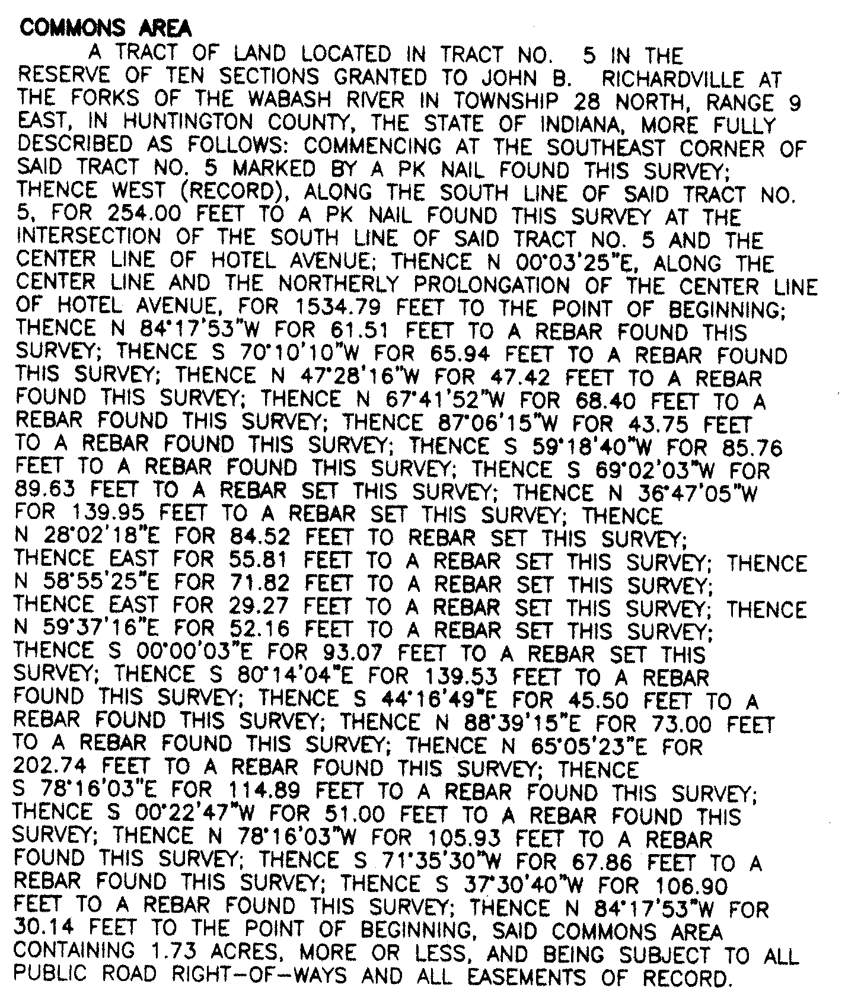 COMMONS AREA
A TRACT OF LAND LOCATED IN TRACT NO. 5 IN THE
RESERVE OF TEN SECTIONS GRANTED TO JOHN B. RICHARDVILLE AT
THE FORKS OF THE WABASH RIVER IN TOWNSHIP 28 NORTH, RANGE 9
EAST, IN HUNTINGTON COUNTY, THE STATE OF INDIANA, MORE FULLY
DESCRIBED AS FOLLOWS: COMMENCING AT THE SOUTHEAST CORNER OF
SAID TRACT NO. 5 MARKED BY A PK NAIL FOUND THIS SURVEY;
THENCE WEST (RECORD), ALONG THE SOUTH LINE OF SAID TRACT NO.
5, FOR 254.00 FEET TO A PK NAIL FOUND THIS SURVEY AT THE
INTERSECTION OF THE SOUTH LINE OF SAID TRACT NO. 5 AND THE
CENTER LINE OF HOTEL AVENUE; THENCE N 00°03'25"E, ALONG THE
CENTER LINE AND THE NORTHERLY PROLONGATION OF THE CENTER LINE
OF HOTEL AVENUE, FOR 1534.79 FEET TO THE POINT OF BEGINNING;
THENCE N 84°17'53"W FOR 61.51 FEET TO A REBAR FOUND THIS
SURVEY; THENCE S 70°10'10"W FOR 65.94 FEET TO A REBAR FOUND
THIS SURVEY; THENCE N 47°28'16"W FOR 47.42 FEET TO A REBAR
FOUND THIS SURVEY; THENCE N 67°41'52"W FOR 68.40 FEET TO A
REBAR FOUND THIS SURVEY; THENCE 87°06'15"W FOR 43.75 FEET
TO A REBAR FOUND THIS SURVEY; THENCE S 59°18'40"W FOR 85.76
FEET TO A REBAR FOUND THIS SURVEY; THENCE S 69°02'03"W FOR
89.63 FEET TO A REBAR SET THIS SURVEY; THENCE N 36°47'05"W
FOR 139.95 FEET TO A REBAR SET THIS SURVEY; THENCE
N 28°02'18"E FOR 84.52 FEET TO REBAR SET THIS SURVEY;
THENCE EAST FOR 55.81 FEET TO A REBAR SET THIS SURVEY; THENCE
N 58°55'25"E FOR 71.82 FEET TO A REBAR SET THIS SURVEY;
THENCE EAST FOR 29.27 FEET TO A REBAR SET THIS SURVEY; THENCE
N 59°37'16"E FOR 52.16 FEET TO A REBAR SET THIS SURVEY;
THENCE S 00°00'03"E FOR 93.07 FEET TO A REBAR SET THIS
SURVEY; THENCE S 80°14'04"E FOR 139.53 FEET TO A REBAR
FOUND THIS SURVEY; THENCE S 44°16'49"E FOR 45.50 FEET TO A
REBAR FOUND THIS SURVEY; THENCE N 88°39'15"E FOR 73.00 FEET
TO A REBAR FOUND THIS SURVEY; THENCE N 65°05'23"E FOR
202.74 FEET TO A REBAR FOUND THIS SURVEY; THENCE
S 78°16'03"E FOR 114.89 FEET TO A REBAR FOUND THIS SURVEY;
THENCE S 00°22'47"W FOR 51.00 FEET TO A REBAR FOUND THIS
SURVEY; THENCE N 78°16'03"W FOR 105.93 FEET TO A REBAR
FOUND THIS SURVEY; THENCE S 71°35'30"W FOR 67.86 FEET TO A
REBAR FOUND THIS SURVEY; THENCE S 37°30'40"W FOR 106.90
FEET TO A REBAR FOUND THIS SURVEY; THENCE N 84°17'53"W FOR
30.14 FEET TO THE POINT OF BEGINNING, SAID COMMONS AREA
CONTAINING 1.73 ACRES, MORE OR LESS, AND BEING SUBJECT TO ALL
PUBLIC ROAD RIGHT-OF-WAYS AND ALL EASEMENTS OF RECORD.